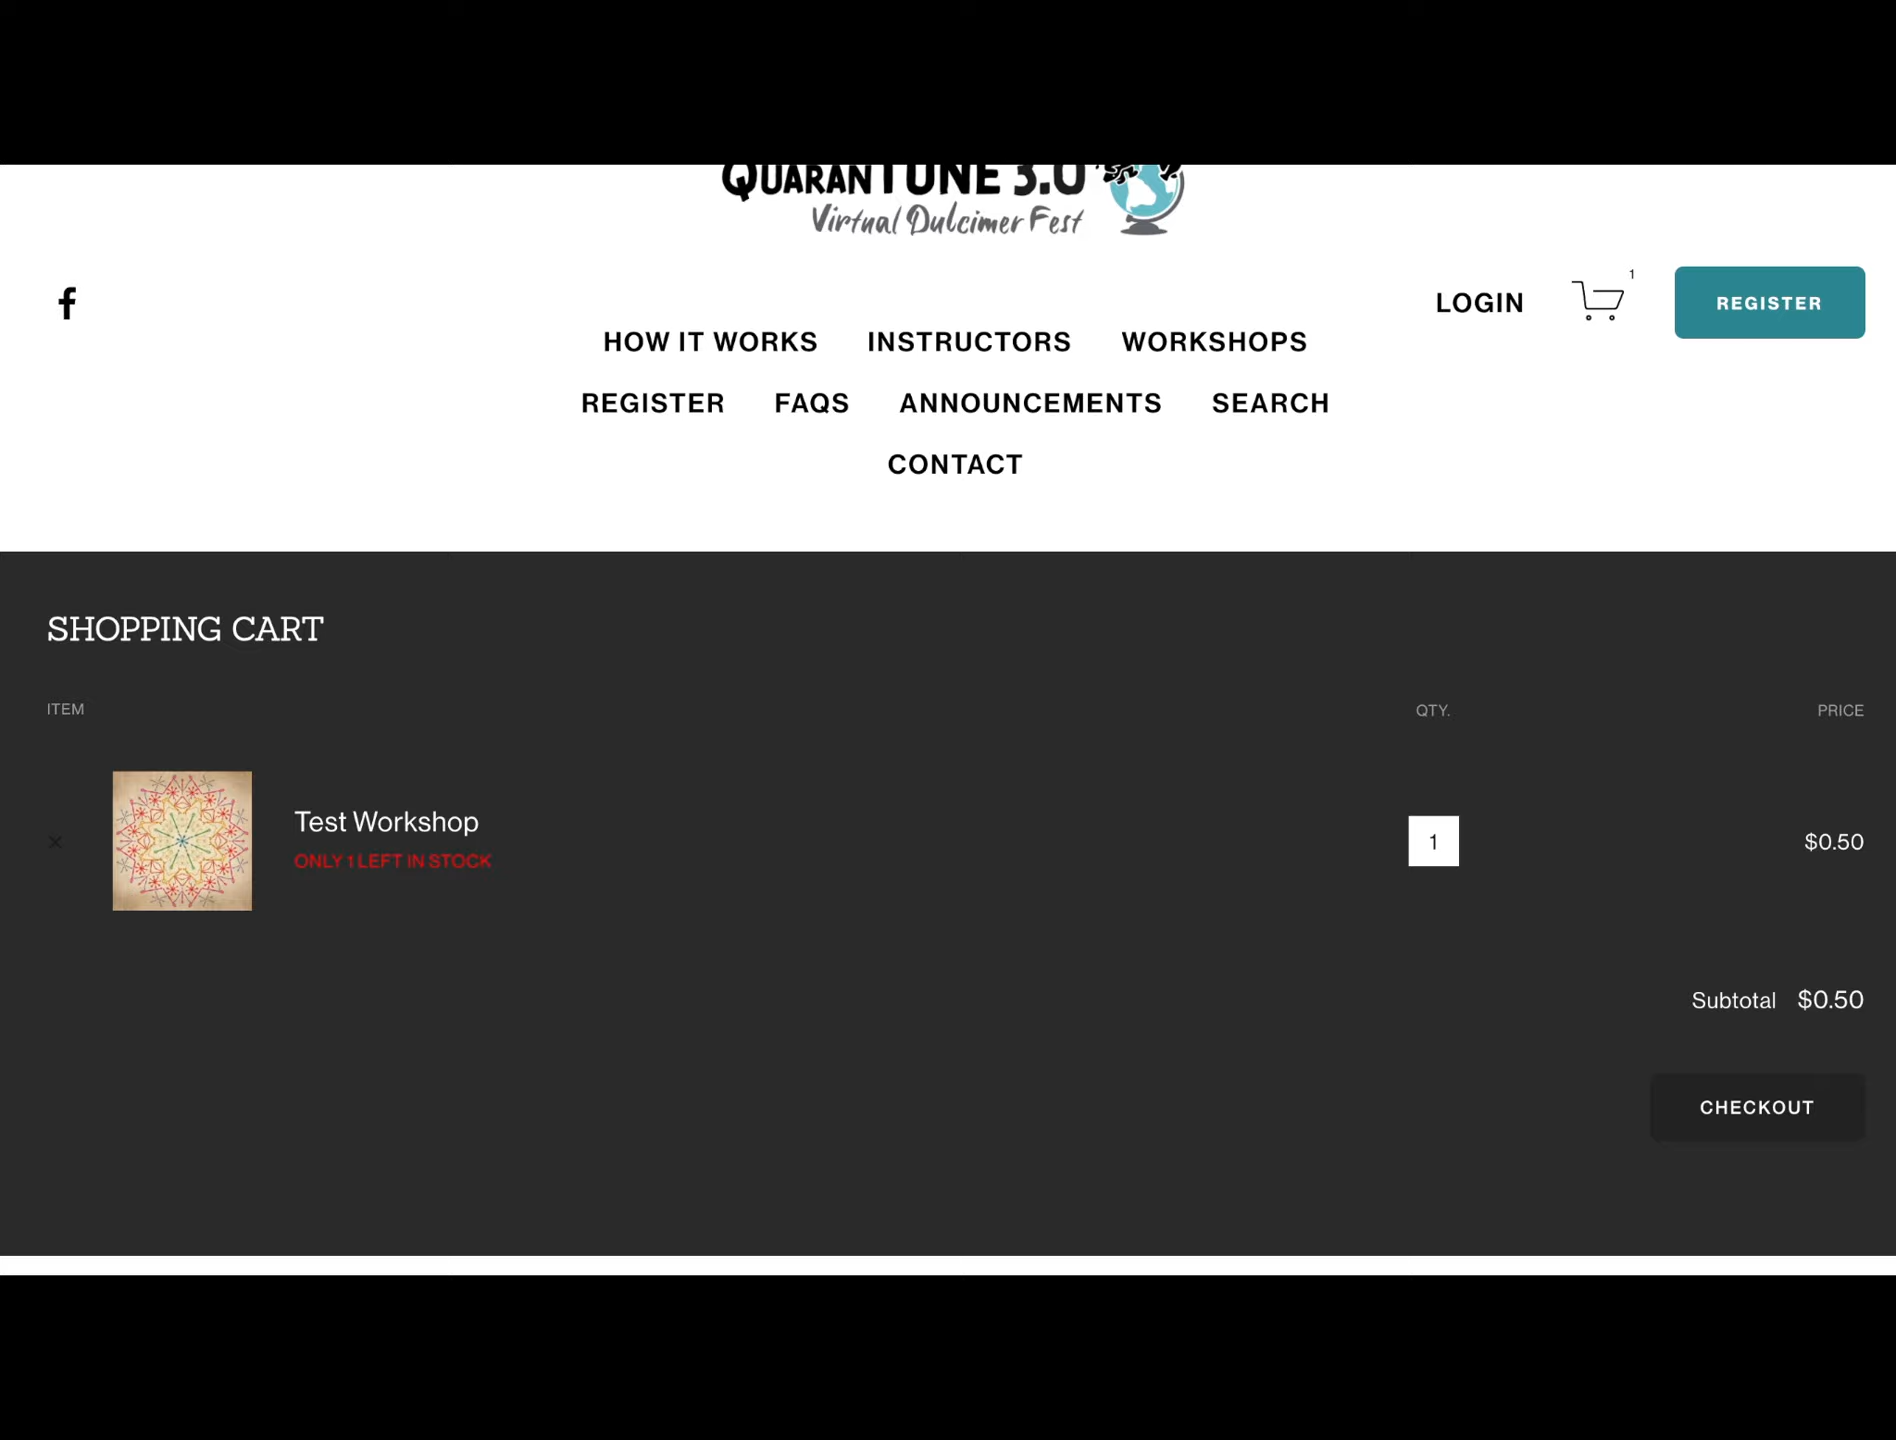 QUARANTUNE 3.0
Virtual Dulcimer Fest
LOGIN
1
REGISTER
HOW IT WORKS INSTRUCTORS WORKSHOPS
REGISTER FAQS ANNOUNCEMENTS SEARCH
CONTACT
SHOPPING CART
ITEM QTY. PRICE
Test Workshop
ONLY 1 LEFT IN STOCK
1
$0.50
Subtotal $0.50
CHECKOUT